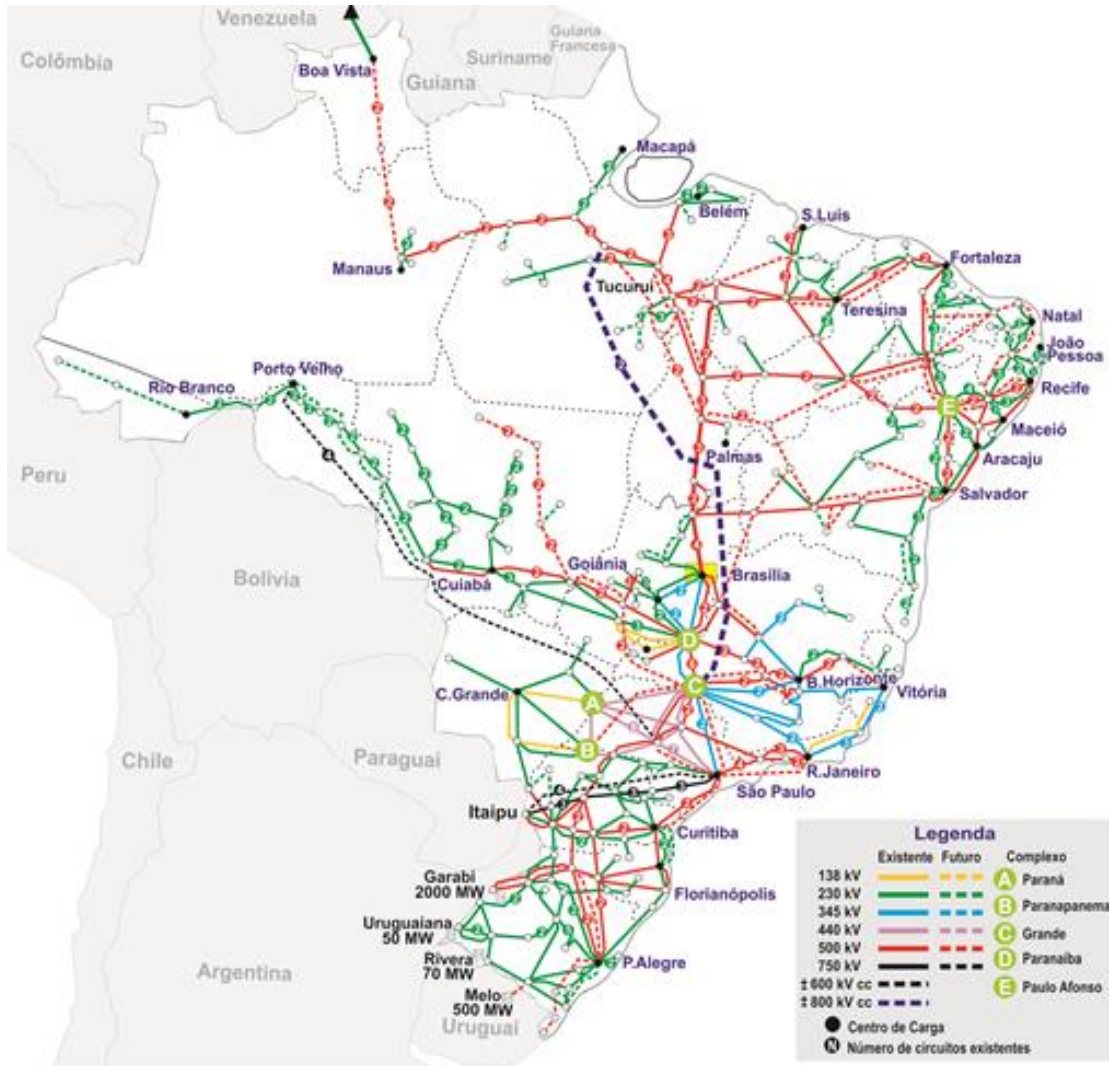 Venezuela
Colômbia
Boa Vista
Guiana
Suriname
Guiana
Francesa
Macapá
Belém
S.Luis
Manaus
Fortaleza
Tucuruí
Teresina
Natal
João
Pessoa
Recife
Porto Velho
Rio Branco
E
Maceió
Aracaju
Palmas
Salvador
Peru
Bolívia
Cuiabá
Goiânia
Brasília
D
C
B.Horizonte
Vitória
C.Grande
A
B
Chile
Paraguai
R.Janeiro
São Paulo
Itaipu
Curitiba
Garabi
2000 MW
Florianópolis
Uruguaiana
50 MW
Rivera
70 MW
P.Alegre
Melo
500 MW
Argentina
Uruguai
Legenda
Existente Futuro Complexo
138 kV A Paraná
230 kV B Paranapanema
345 kV C Grande
440 kV
500 kV D Paranaíba
750 kV E Paulo Afonso
±600 kV cc
±800 kV cc
Centro de Carga
N Número de circuitos existentes